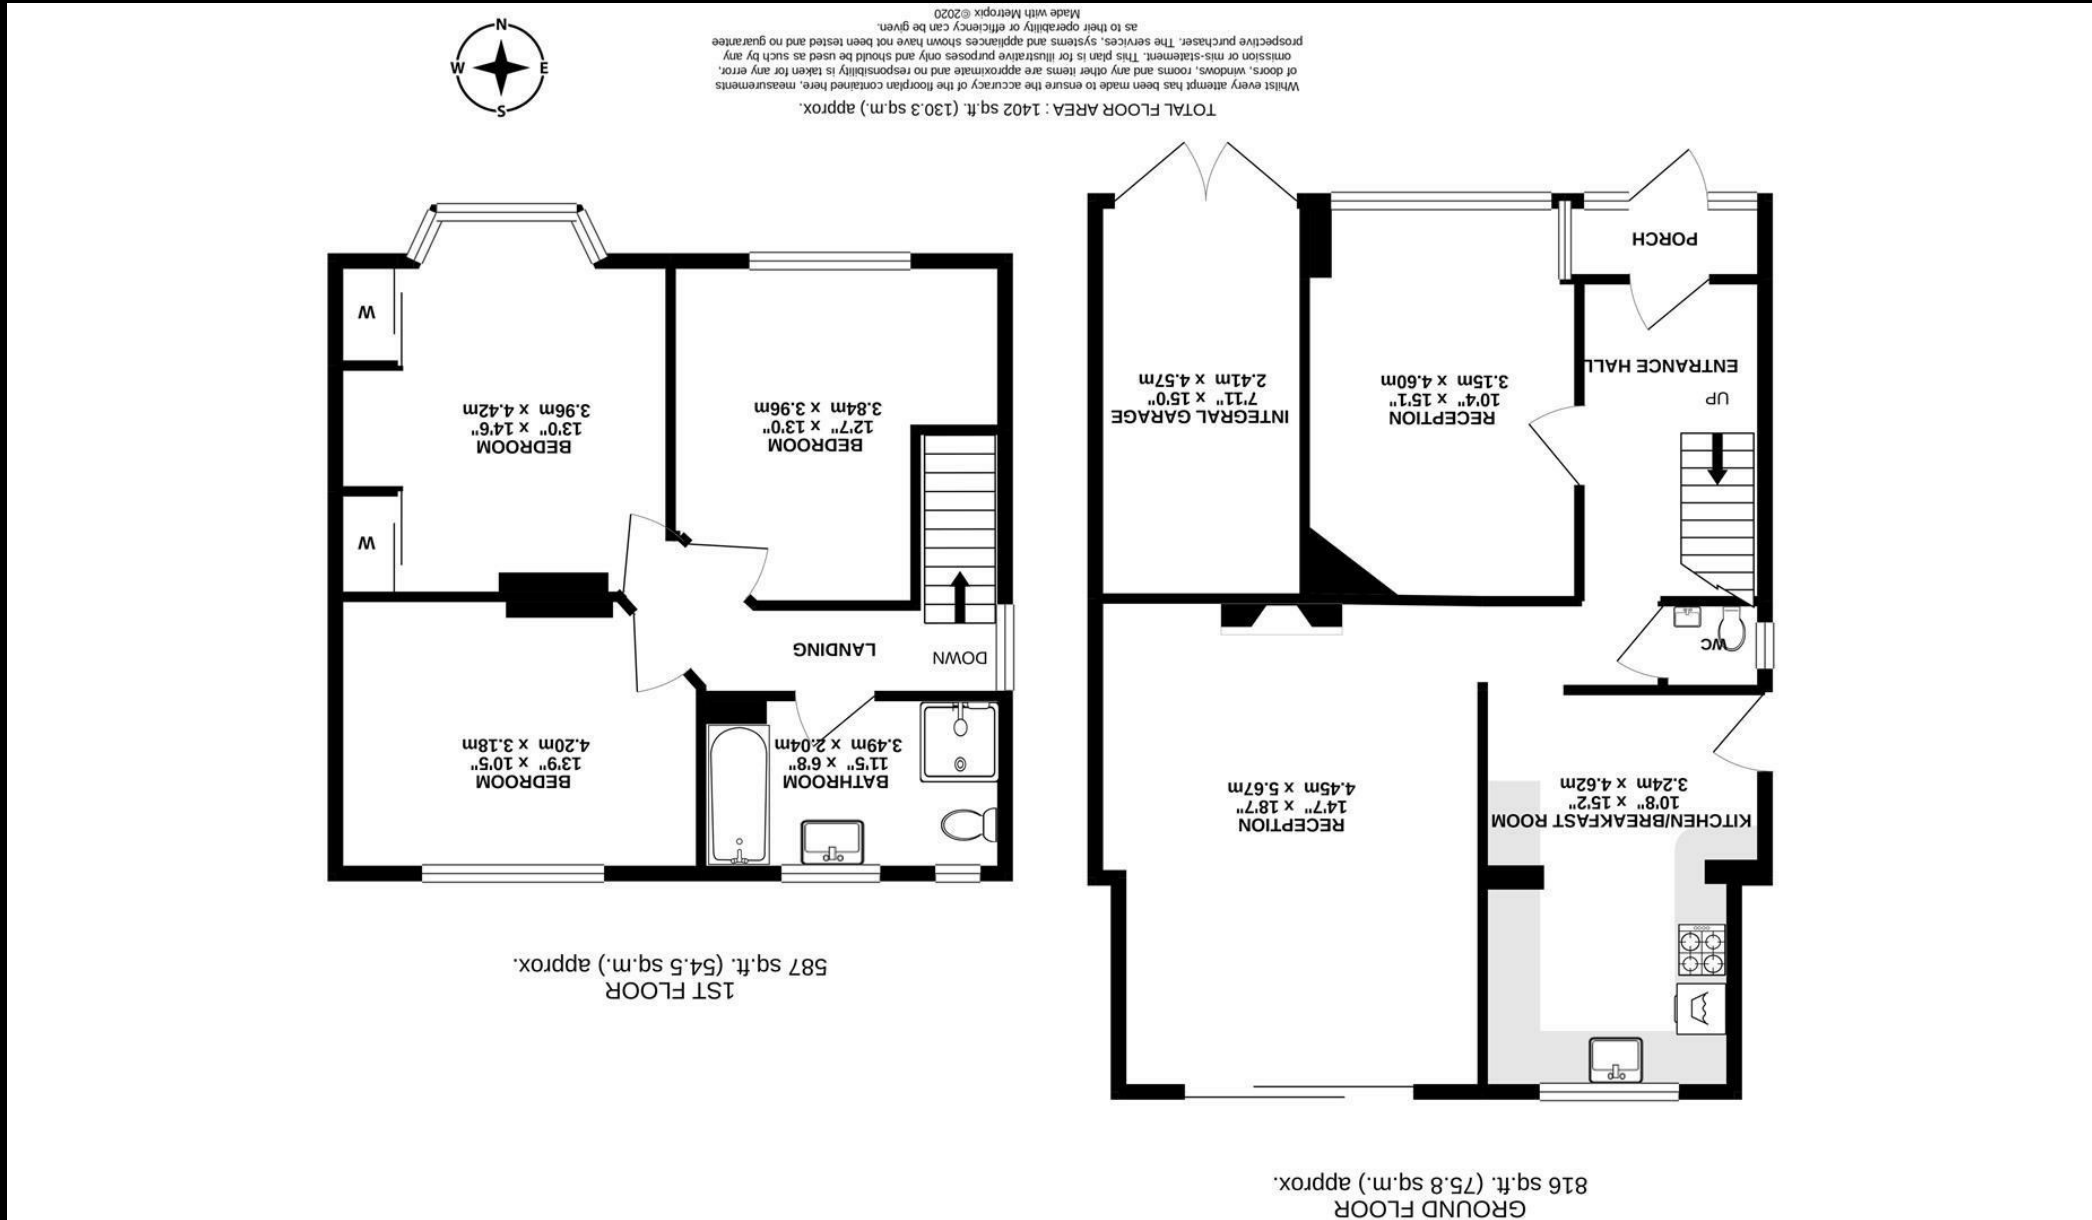 GROUND FLOOR
816 sq.ft. (75.8 sq.m.) approx.
KITCHEN/BREAKFAST ROOM
10'8" x 15'2"
3.24m x 4.62m
RECEPTION
14'7" x 18'7"
4.45m x 5.67m
WC
UP
ENTRANCE HALL
RECEPTION
10'4" x 15'1"
3.15m x 4.60m
INTEGRAL GARAGE
7'11" x 15'0"
2.41m x 4.57m
PORCH
1ST FLOOR
587 sq.ft. (54.5 sq.m.) approx.
BATHROOM
11'5" x 6'8"
3.49m x 2.04m
BEDROOM
13'9" x 10'5"
4.20m x 3.18m
DOWN
LANDING
W
BEDROOM
12'7" x 13'0"
3.84m x 3.96m
BEDROOM
13'0" x 14'6"
3.96m x 4.42m
W
TOTAL FLOOR AREA : 1402 sq.ft. (130.3 sq.m.) approx.
Whilst every attempt has been made to ensure the accuracy of the floorplan contained here, measurements
of doors, windows, rooms and any other items are approximate and no responsibility is taken for any error,
omission or mis-statement. This plan is for illustrative purposes only and should be used as such by any
prospective purchaser. The services, systems and appliances shown have not been tested and no guarantee
as to their operability or efficiency can be given.
Made with Metropix ©2020
N
W
E
S